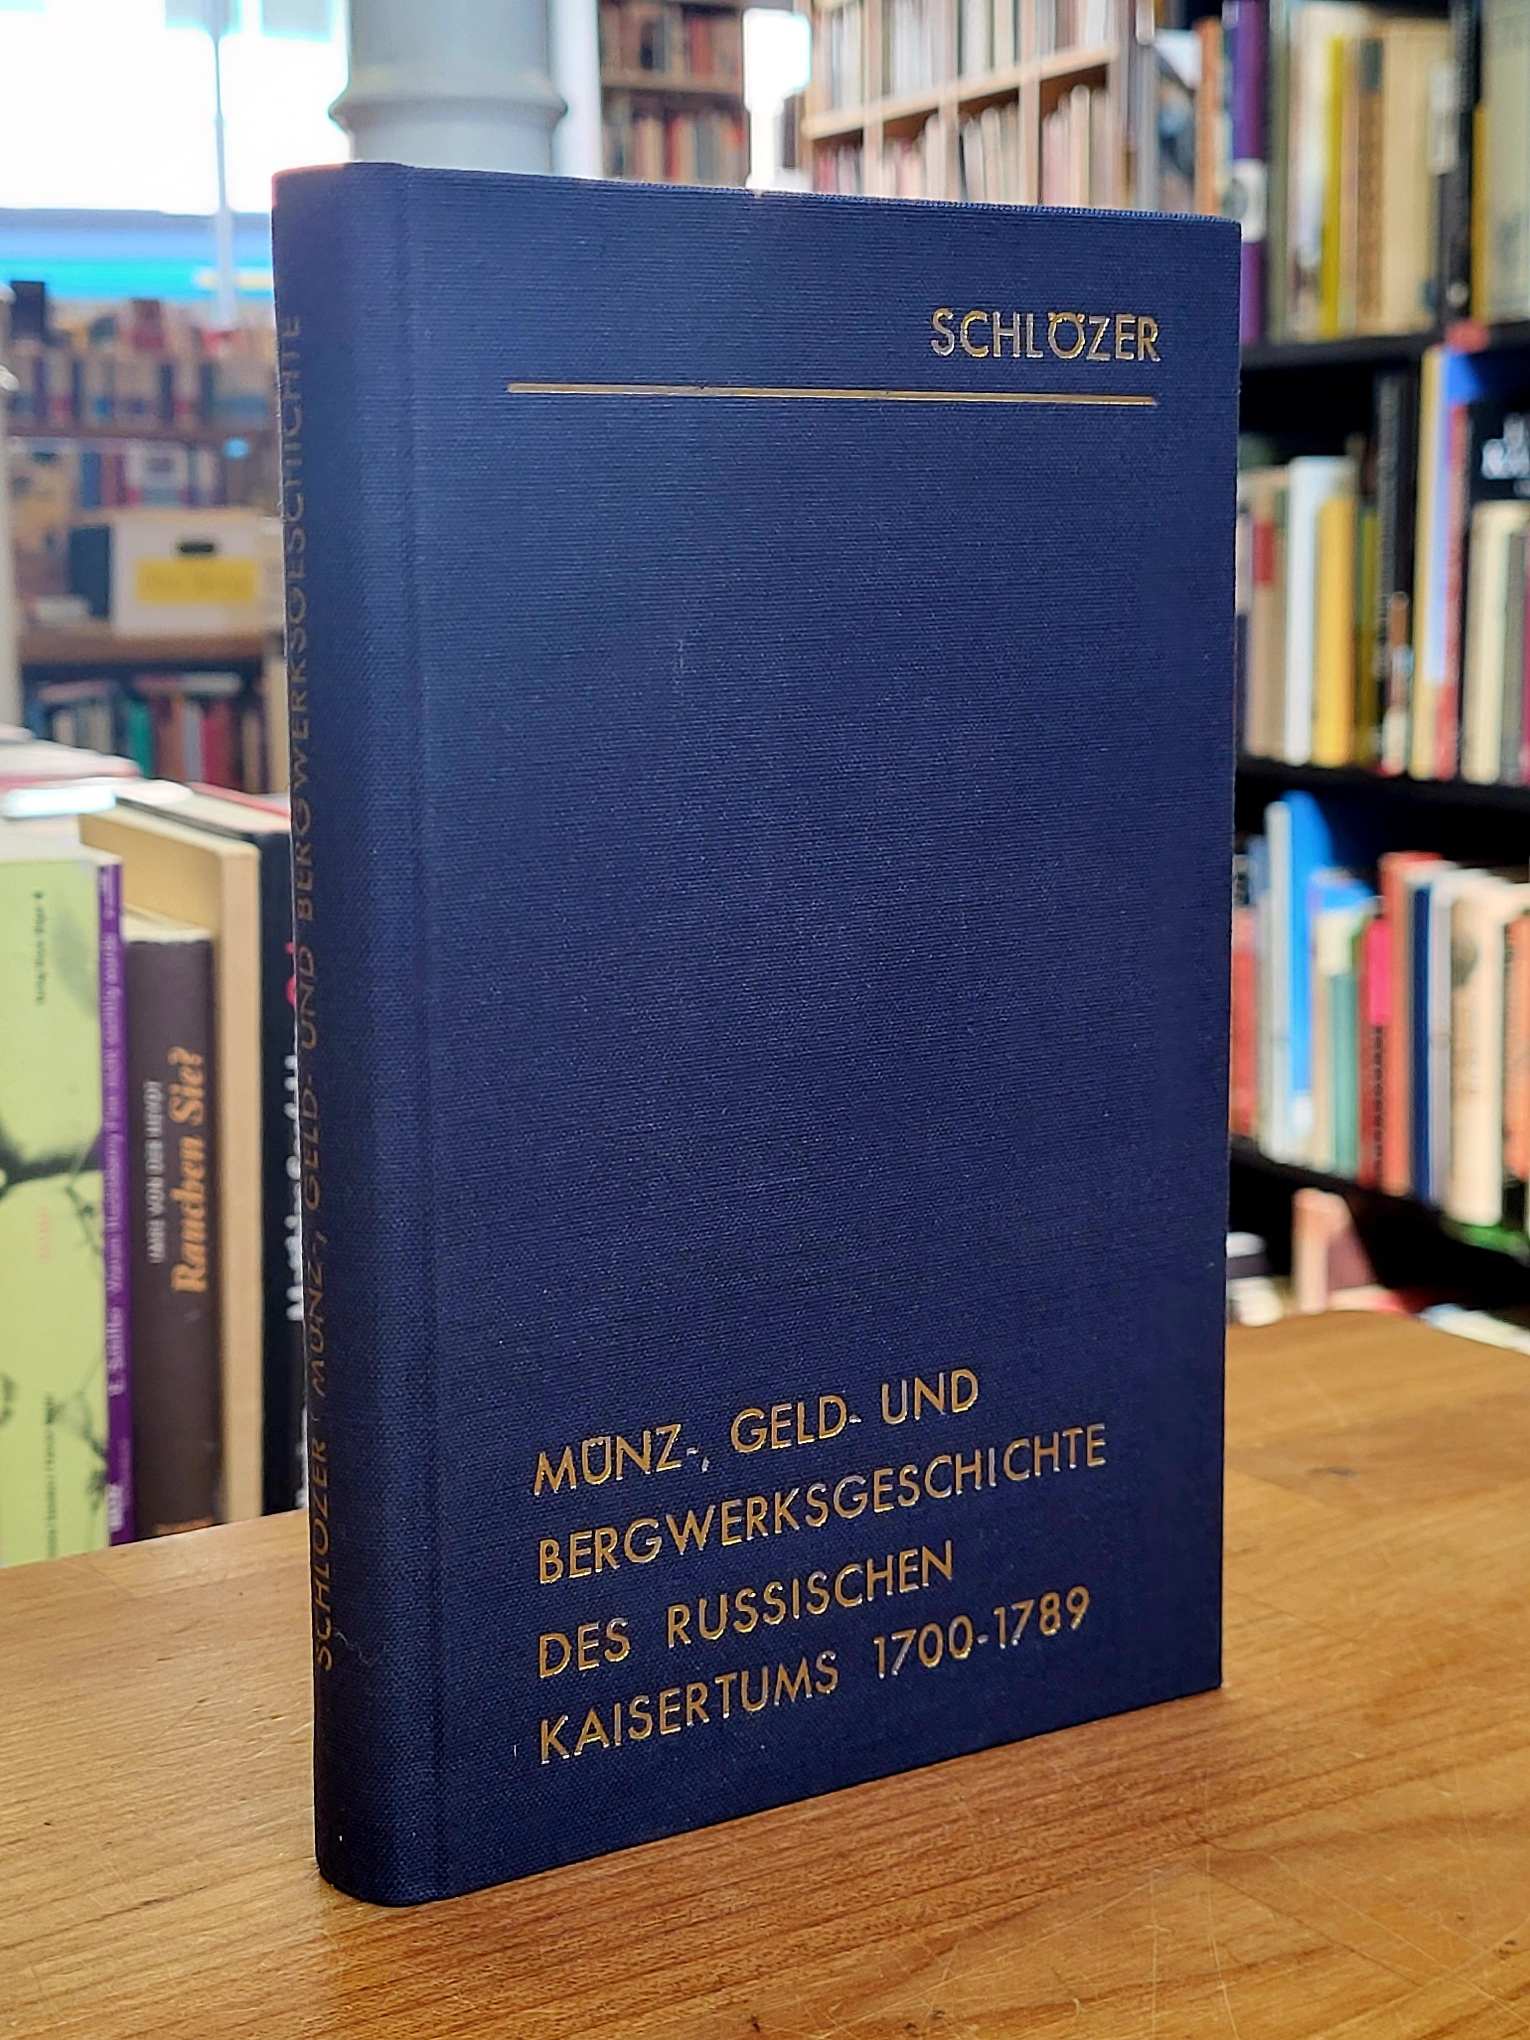 SCHLÖZER
MÜNZ-, GELD- UND
BERGWERKSGESCHICHTE
DES RUSSISCHEN
KAISERTUMS 1700-1789
SCHLÖZER MÜNZ-, GELD- UND BERGWERKSGESCHICHTE
Rauchen Sie?